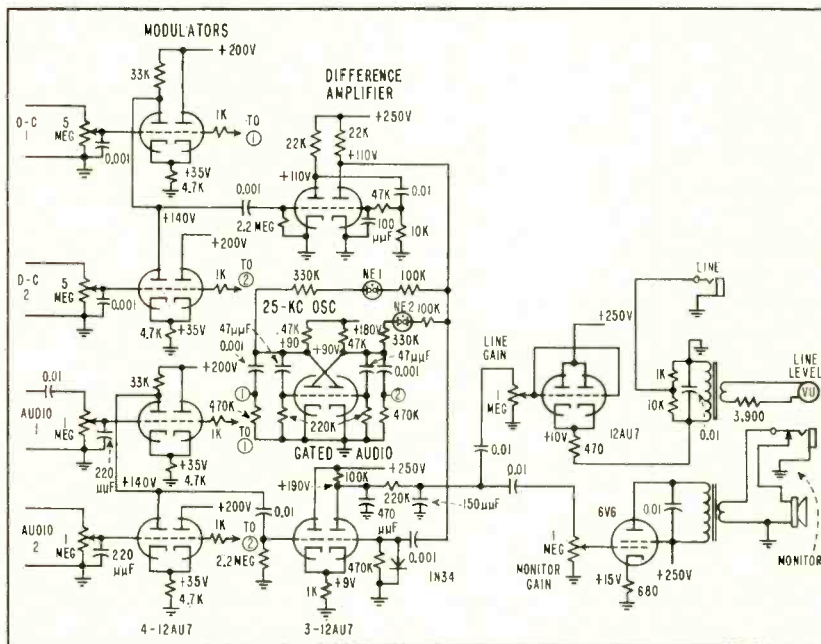 MODULATORS
+200V
33K
DIFFERENCE
AMPLIFIER
D-C
1
5
MEG
0.001
1K
TO
①
+35V
4.7K
+250V
22K
22K
+110V
+110V
0.01
47K
0.001
2.2 MEG
100
μμF
10K
+140V
+200V
D-C
2
5
MEG
0.001
1K
TO
②
+35V
4.7K
330K
NE1
100K
NE2
100K
25-KC OSC
47μμF
0.001
47K
+90
+90V
+180V
47K
330K
47μμF
0.001
①
②
470K
220K
470K
GATED AUDIO
0.01
AUDIO
1
1
MEG
220
μμF
33K
+200V
1K
TO
①
+35V
4.7K
+140V
+200V
AUDIO
2
1
MEG
220
μμF
1K
TO
②
+35V
4.7K
4-12AU7
0.01
2.2MEG
+190V
100K
+250V
220K
470
μμF
150μμF
1K
+9V
470K
0.001
1N34
3-12AU7
0.01
0.01
LINE
GAIN
1
MEG
+250V
12AU7
+10V
470
LINE
1K
10K
0.01
LINE
LEVEL
VU
3,900
1
MEG
MONITOR
GAIN
6V6
0.01
+15V
680
+250V
MONITOR